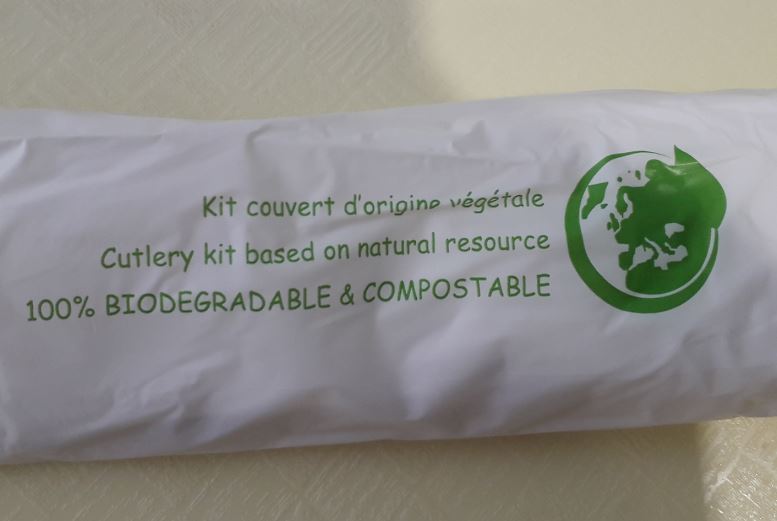 Kit couvert d'origine végétale
Cutlery kit based on natural resource
100% BIODEGRADABLE & COMPOSTABLE